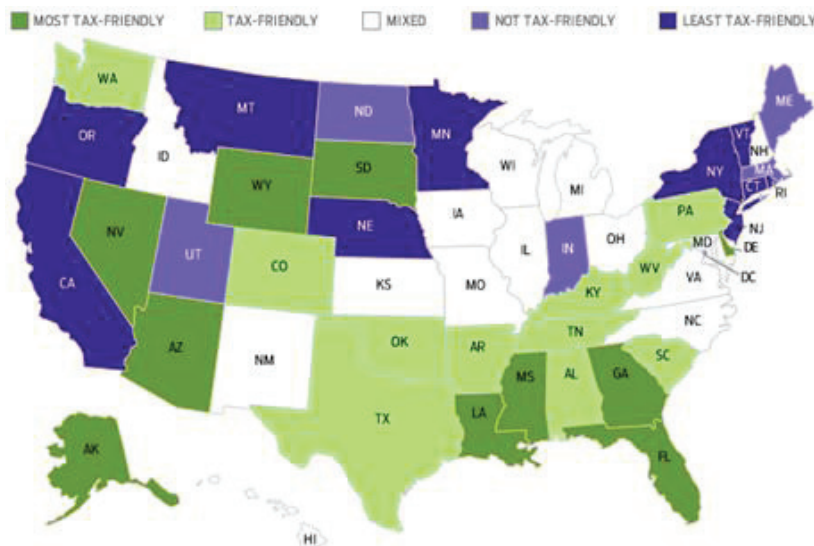 MOST TAX-FRIENDLY TAX-FRIENDLY MIXED NOT TAX-FRIENDLY LEAST TAX-FRIENDLY
WA
MT
ND
MN
ME
OR
ID
SD
WI
VT
NH
NY
MA
WY
MI
CT
RI
NV
NE
IA
PA
NJ
UT
IL
IN
OH
MD
DE
CA
CO
KS
MO
WV
VA
DC
KY
AZ
NM
OK
AR
TN
NC
SC
TX
LA
MS
AL
GA
AK
FL
HI